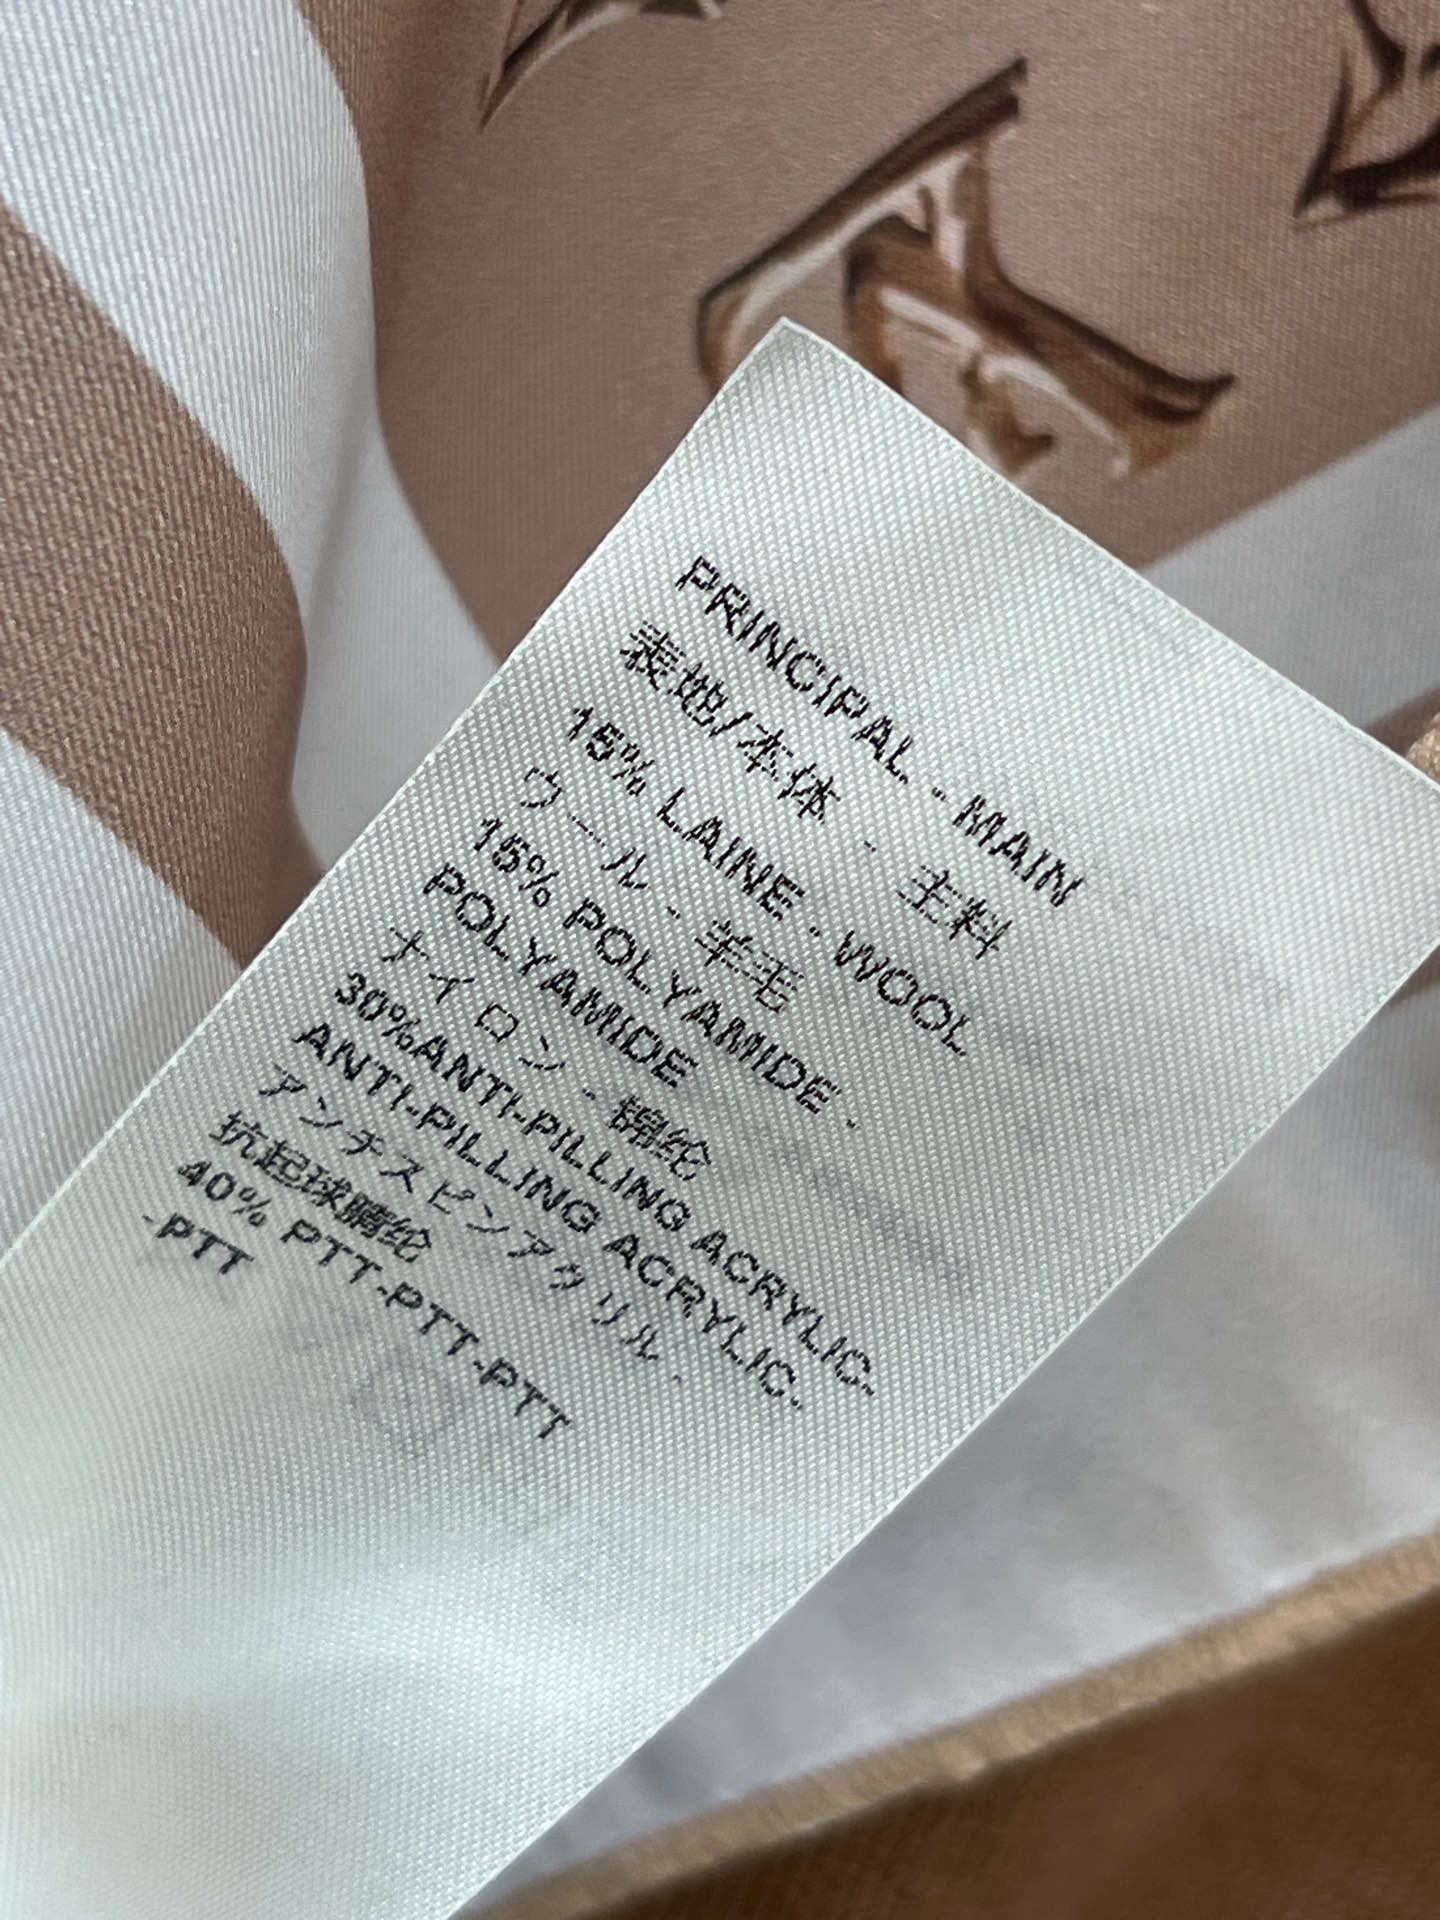 PRINCIPAL - MAIN
表地/本体 - 主料
15% LAINE - WOOL
ウール - 羊毛
15% POLYAMIDE -
POLYAMIDE
ナイロン - 锦纶
30%ANTI-PILLING ACRYLIC-
ANTI-PILLING ACRYLIC-
アンチスピンアクリル -
抗起球腈纶
40% PTT-PTT-PTT
-PTT